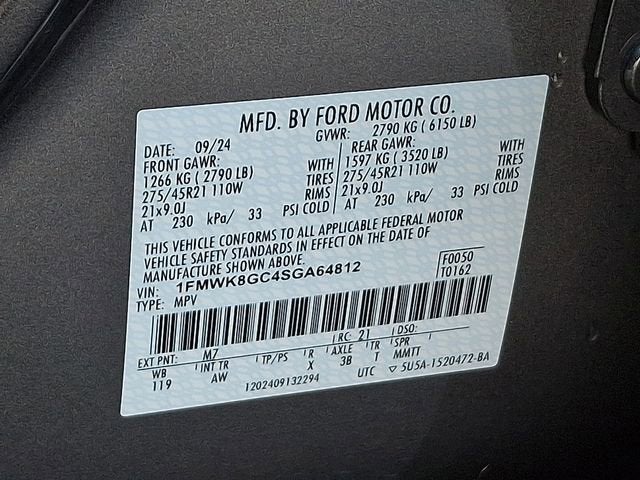 MFD. BY FORD MOTOR CO.
DATE: 09/24 GVWR: 2790 KG ( 6150 LB)
FRONT GAWR: REAR GAWR:
1266 KG ( 2790 LB) WITH 1597 KG ( 3520 LB) WITH
275/45R21 110W TIRES 275/45R21 110W TIRES
21x9.0J RIMS 21x9.0J RIMS
AT 230 kPa/ 33 PSI COLD AT 230 kPa/ 33 PSI COLD
THIS VEHICLE CONFORMS TO ALL APPLICABLE FEDERAL MOTOR
VEHICLE SAFETY STANDARDS IN EFFECT ON THE DATE OF
MANUFACTURE SHOWN ABOVE.
VIN: 1FMWK8GC4SGA64812 F0050
TYPE: MPV T0162
EXT PNT: M7 RC: 21 DSO:
WB INT TR TP/PS R AXLE TR SPR
119 AW X 3B T MMTT
1202409132294 UTC ▽ 5U5A-1520472-BA